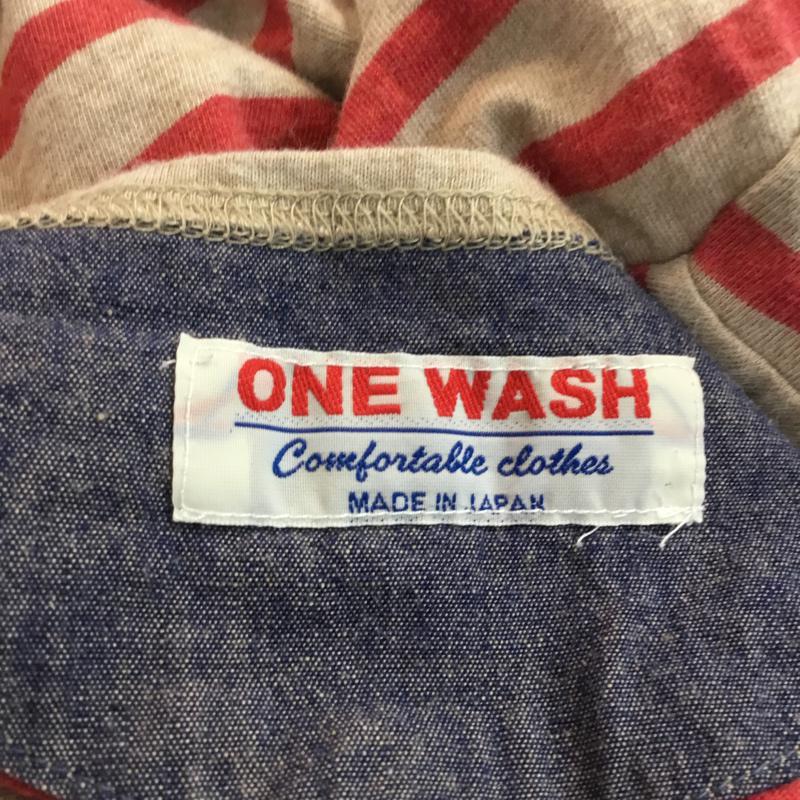 ONE WASH
Comfortable clothes
MADE IN JAPAN